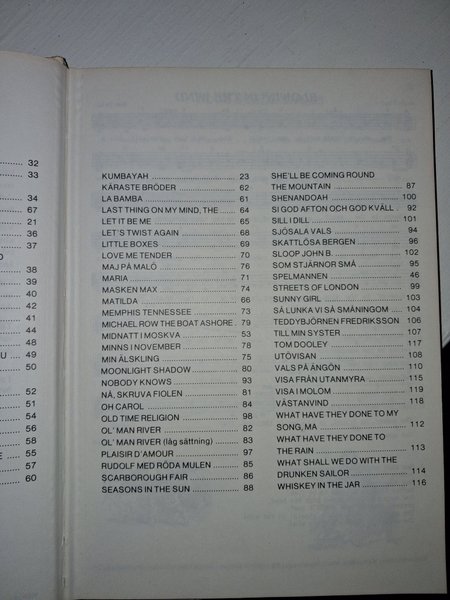 32
33
34
67
21
36
37
D
38
39
40
42
44
41
43
45
46
47
48
U 49
50
52
51
54
56
58
E 55
57
60
KUMBAYAH 23
KÄRASTE BRÖDER 62
LA BAMBA 61
LAST THING ON MY MIND, THE 64
LET IT BE ME 65
LET'S TWIST AGAIN 68
LITTLE BOXES 69
LOVE ME TENDER 70
MAJ PÅ MALÖ 76
MARIA 71
MASKEN MAX 74
MATILDA 66
MEMPHIS TENNESSEE 73
MICHAEL ROW THE BOAT ASHORE 79
MIDNATT I MOSKVA 53
MINNS I NOVEMBER 78
MIN ÄLSKLING 75
MOONLIGHT SHADOW 80
NOBODY KNOWS 93
NÅ, SKRUVA FIOLEN 81
OH CAROL 84
OLD TIME RELIGION 98
OL' MAN RIVER 82
OL' MAN RIVER (låg sättning) 83
PLAISIR D'AMOUR 97
RUDOLF MED RÖDA MULEN 85
SCARBOROUGH FAIR 86
SEASONS IN THE SUN 88
SHE'LL BE COMING ROUND
THE MOUNTAIN 87
SHENANDOAH 100
SI GOD AFTON OCH GOD KVÄLL 92
SILL I DILL 101
SJÖSALA VALS 94
SKATTLÖSA BERGEN 96
SLOOP JOHN B. 102
SOM STJÄRNOR SMÅ 95
SPELMANNEN 46
STREETS OF LONDON 99
SUNNY GIRL 103
SÅ LUNKA VI SÅ SMÅNINGOM 104
TEDDYBJÖRNEN FREDRIKSSON 106
TILL MIN SYSTER 107
TOM DOOLEY 117
UTÖVISAN 108
VALS PÅ ÄNGÖN 110
VISA FRÅN UTANMYRA 115
VISA I MOLOM 119
VÄSTANVIND 118
WHAT HAVE THEY DONE TO MY
SONG, MA 112
WHAT HAVE THEY DONE TO
THE RAIN 113
WHAT SHALL WE DO WITH THE
DRUNKEN SAILOR 114
WHISKEY IN THE JAR 116